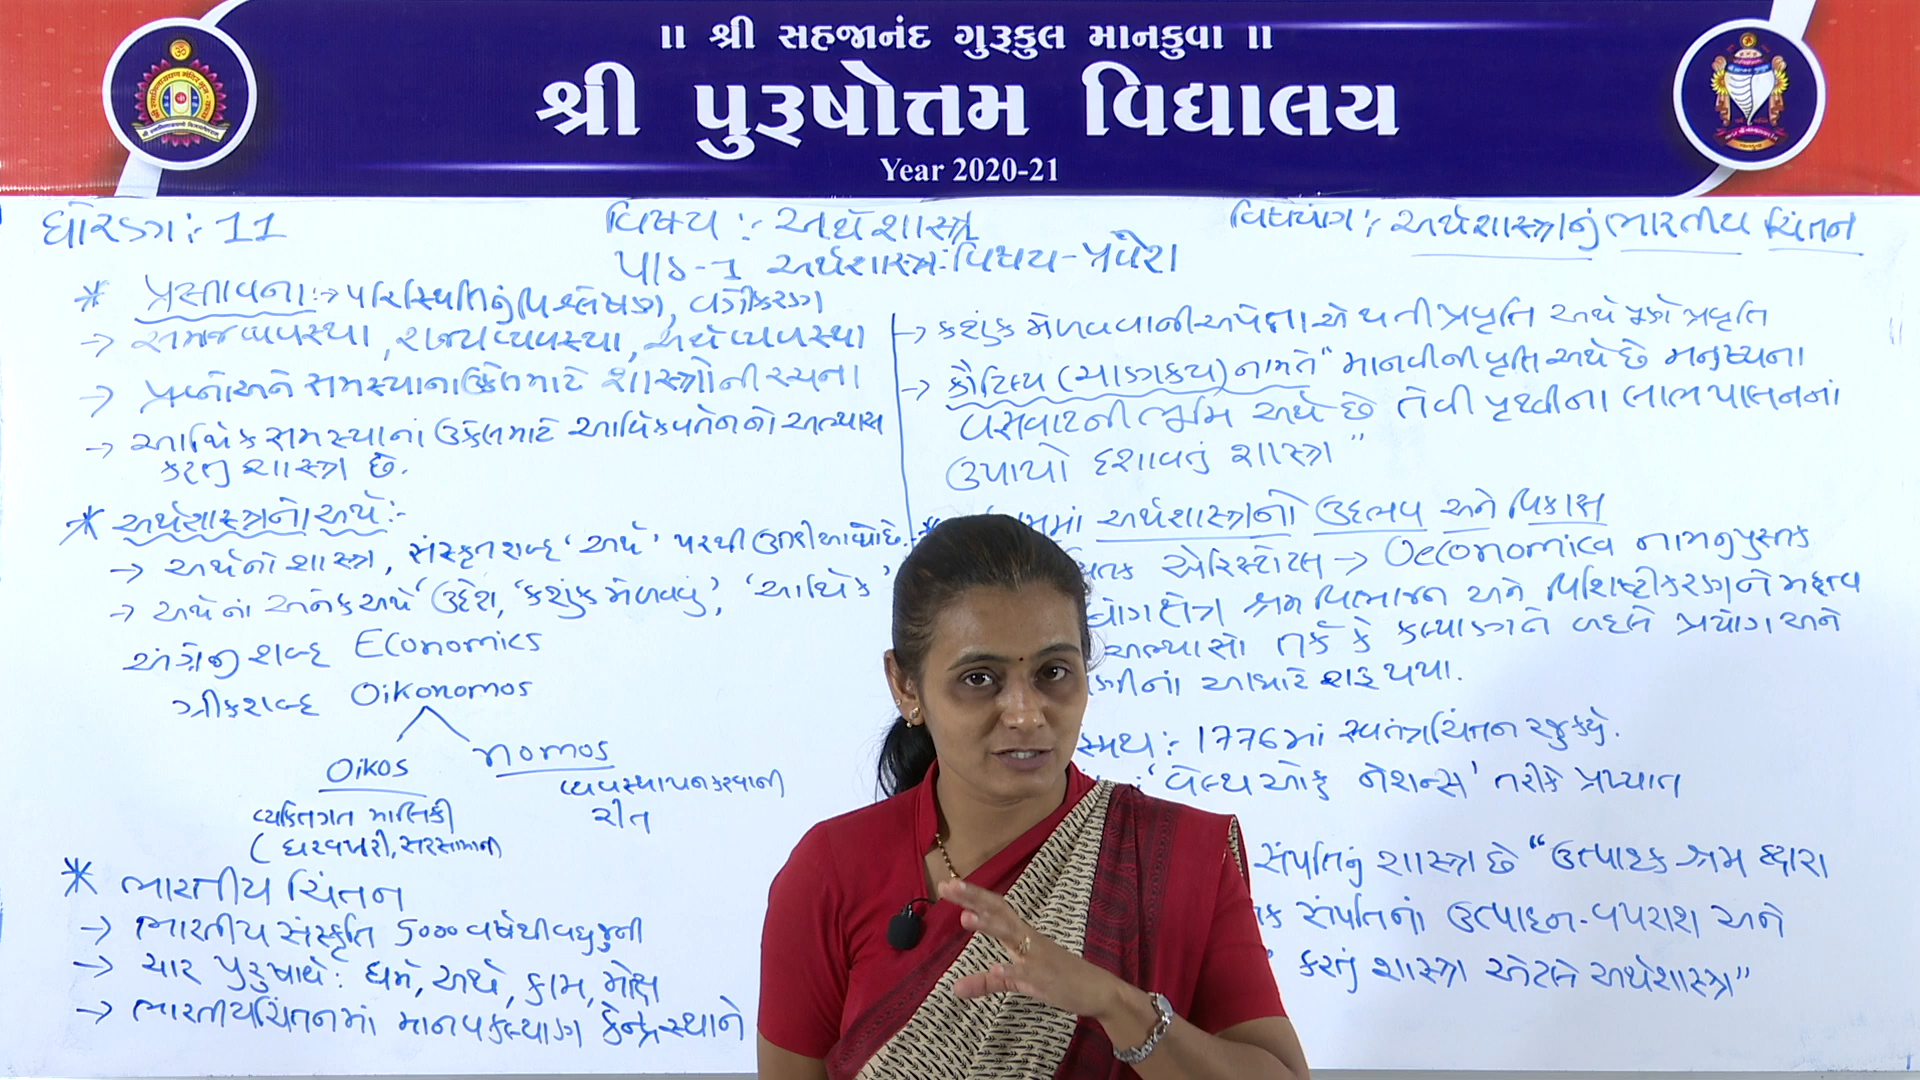 ॥ શ્રી સહજાનંદ ગુરૂકુલ માનકુવા ॥
શ્રી પુરૂષોત્તમ વિદ્યાલય
Year 2020-21
ધોરણ : 11
વિષય :- અર્થશાસ્ત્ર
વિષયાંગ :- અર્થશાસ્ત્રનું ભારતીય ચિંતન
પાઠ-1 અર્થશાસ્ત્ર : વિષય-પ્રવેશ
* પ્રસ્તાવના :→ પરિસ્થિતિનું વિશ્લેષણ, વર્ગીકરણ
→ સમાજવ્યવસ્થા, રાજ્યવ્યવસ્થા, અર્થવ્યવસ્થા
→ પ્રશ્નો અને સમસ્યાના ઉકેલ માટે શાસ્ત્રોની રચના
→ આર્થિક સમસ્યાનાં ઉકેલ માટે આર્થિક વર્તનનો અભ્યાસ
કરતું શાસ્ત્ર છે.
* અર્થશાસ્ત્રનો અર્થ :-
→ અર્થનો શાસ્ત્ર, સંસ્કૃત શબ્દ 'અર્થ' પરથી ઉતરી આવ્યો છે.
→ અર્થનાં અનેક અર્થ 'ઉદ્દેશ, 'કશુંક મેળવવું', 'આર્થિક'
અંગ્રેજી શબ્દ Economics
ગ્રીક શબ્દ Oikonomos
Oikos nomos
વ્યક્તિગત માલિકી
(ઘરવખરી, સરસામાન)
વ્યવસ્થાપન કરવાની
રીત
* ભારતીય ચિંતન
→ ભારતીય સંસ્કૃતિ 5000 વર્ષથી વધુ જુની
→ ચાર પુરુષાર્થ : ધર્મ, અર્થ, કામ, મોક્ષ
→ ભારતીય ચિંતનમાં માનવકલ્યાણ કેન્દ્રસ્થાને
→ કશુંક મેળવવાની અપેક્ષાએ થતી પ્રવૃતિ અર્થ પ્રવૃતિ
→ કૌટિલ્ય (ચાણક્ય) ના મતે "માનવીની વૃત્તિ અર્થ છે મનુષ્યના
વસવાટની ભૂમિ અર્થ છે તેવી પૃથ્વીના લાભ પાલનનાં
ઉપાયો દર્શાવતું શાસ્ત્ર"
* અર્થશાસ્ત્રનો ઉદ્દભવ અને વિકાસ
એરિસ્ટોટલ → Oeconomica નામનું પુસ્તક
શ્રમ વિભાજન અને વિશિષ્ટીકરણને મહત્વ
અભ્યાસો તર્ક કે કલ્યાણને બદલે પ્રયોગ અને
આધારે શરૂ થયા.
સ્મિથ :- 1776માં સ્વતંત્ર ચિંતન રજુ કર્યું.
'વેલ્થ ઓફ નેશન્સ' તરીકે પ્રખ્યાત
સંપતિનું શાસ્ત્ર છે "ઉત્પાદક શ્રમ દ્વારા
સંપતિનાં ઉત્પાદન-વપરાશ અને
કરતું શાસ્ત્ર એટલે અર્થશાસ્ત્ર"